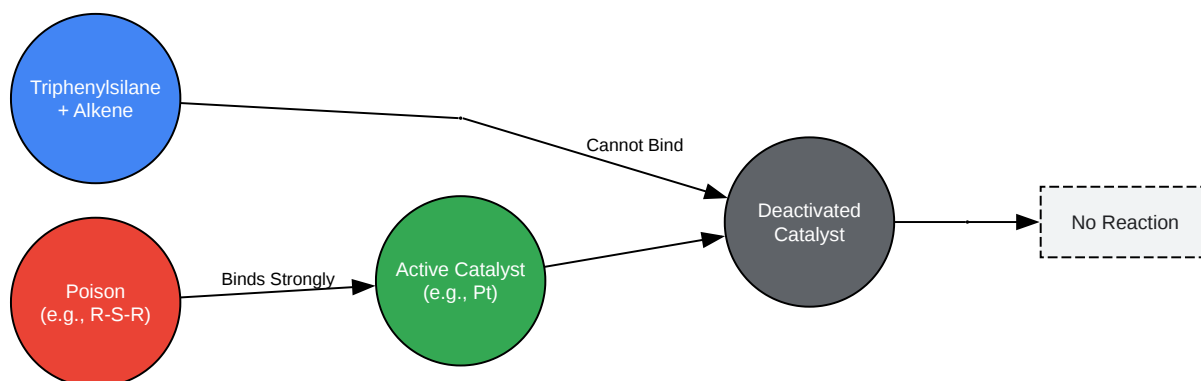 Triphenylsilane
+ Alkene
Cannot Bind
Deactivated
Catalyst
No Reaction
Poison
(e.g., R-S-R)
Binds Strongly
Active Catalyst
(e.g., Pt)